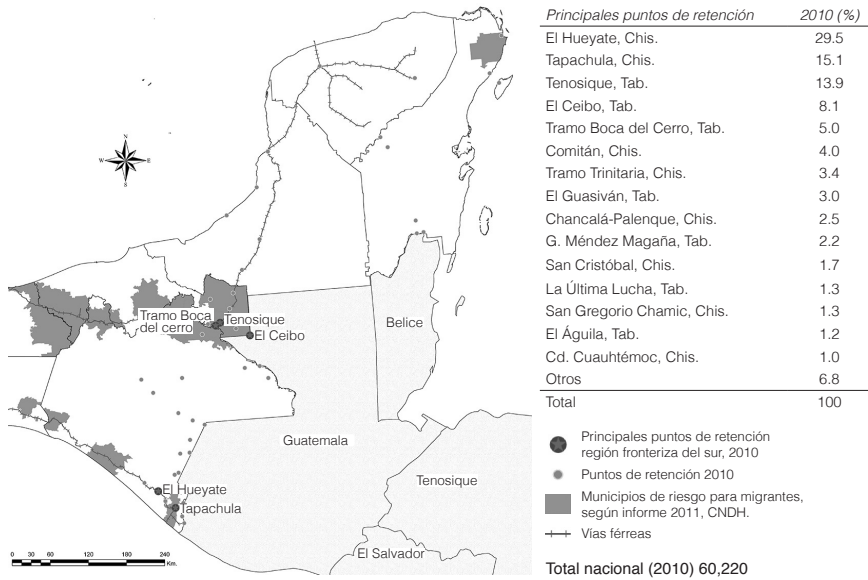 Principales puntos de retención 2010 (%)
El Hueyate, Chis. 29.5
Tapachula, Chis. 15.1
Tenosique, Tab. 13.9
El Ceibo, Tab. 8.1
Tramo Boca del Cerro, Tab. 5.0
Comitán, Chis. 4.0
Tramo Trinitaria, Chis. 3.4
El Guasiván, Tab. 3.0
Chancalá-Palenque, Chis. 2.5
G. Méndez Magaña, Tab. 2.2
San Cristóbal, Chis. 1.7
La Última Lucha, Tab. 1.3
San Gregorio Chamic, Chis. 1.3
El Águila, Tab. 1.2
Cd. Cuauhtémoc, Chis. 1.0
Otros 6.8
Total 100
Principales puntos de retención
región fronteriza del sur, 2010
Puntos de retención 2010
Municipios de riesgo para migrantes,
según informe 2011, CNDH.
Vías férreas
Total nacional (2010) 60,220
N
W E
S
Tramo Boca
del cerro
Tenosique
El Ceibo
Belice
Guatemala
Tenosique
El Hueyate
Tapachula
El Salvador
0 30 60 120 180 240
Km.